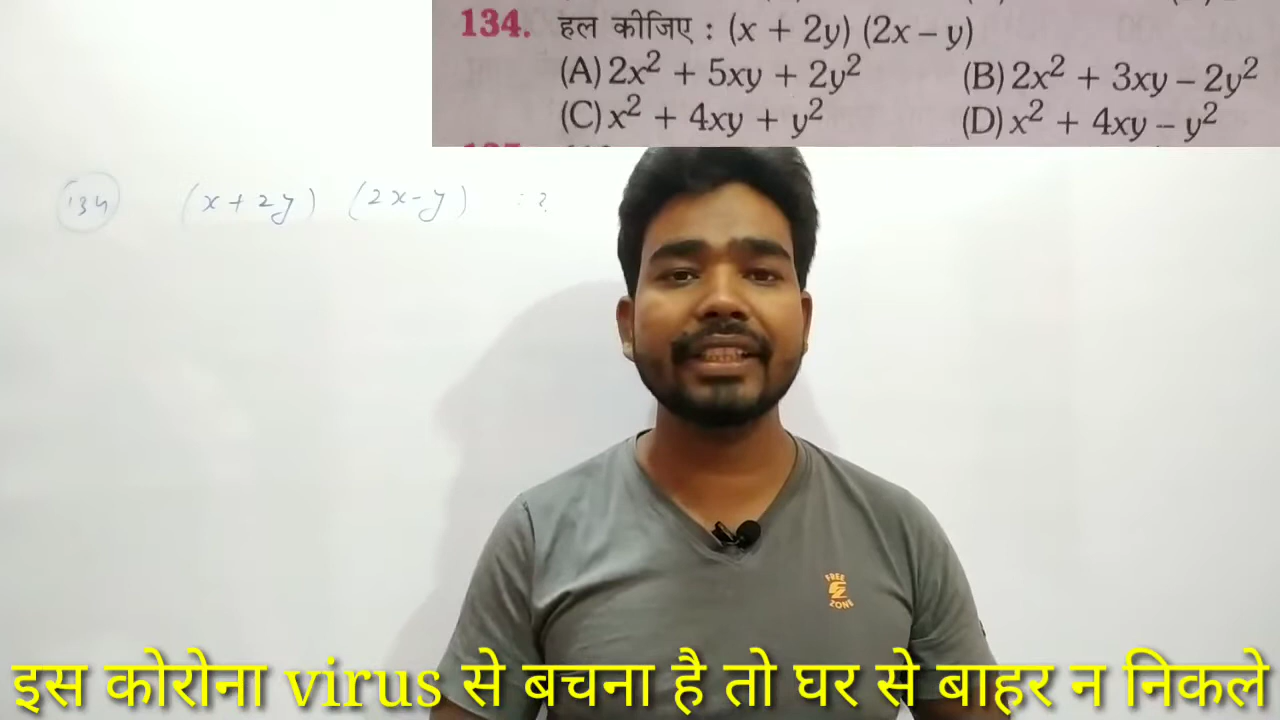 134. हल कीजिए : (x + 2y) (2x – y)
(A) 2x² + 5xy + 2y² (B) 2x² + 3xy – 2y²
(C) x² + 4xy + y² (D) x² + 4xy – y²
134 (x+2y) (2x-y) : ?
FREE
ZONE
इस कोरोना virus से बचना है तो घर से बाहर न निकले